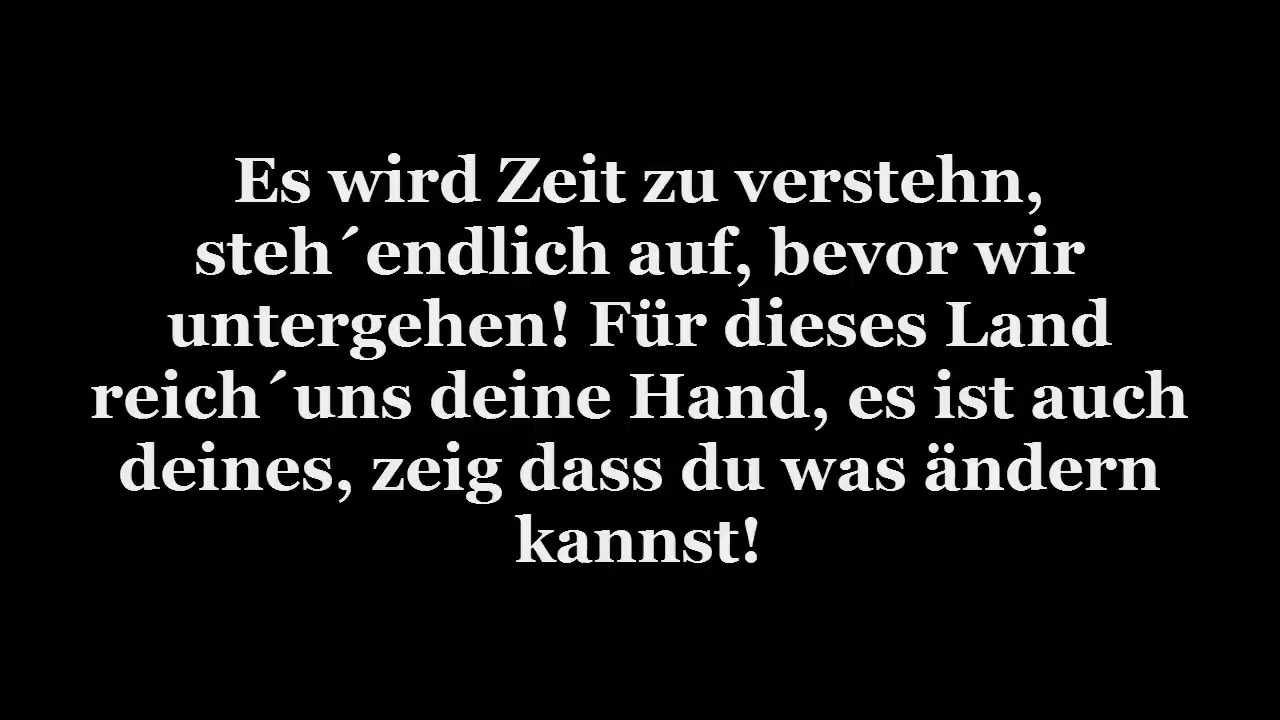 Es wird Zeit zu verstehn,
steh´endlich auf, bevor wir
untergehen! Für dieses Land
reich´uns deine Hand, es ist auch
deines, zeig dass du was ändern
kannst!